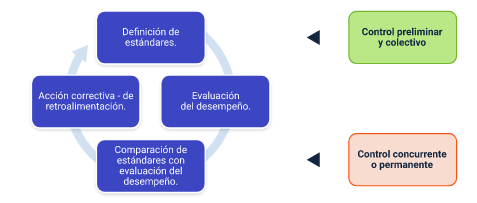 Definición de
estándares.
Control preliminar
y colectivo
Acción correctiva - de
retroalimentación.
Evaluación
del desempeño.
Comparación de
estándares con
evaluación del
desempeño.
Control concurrente
o permanente